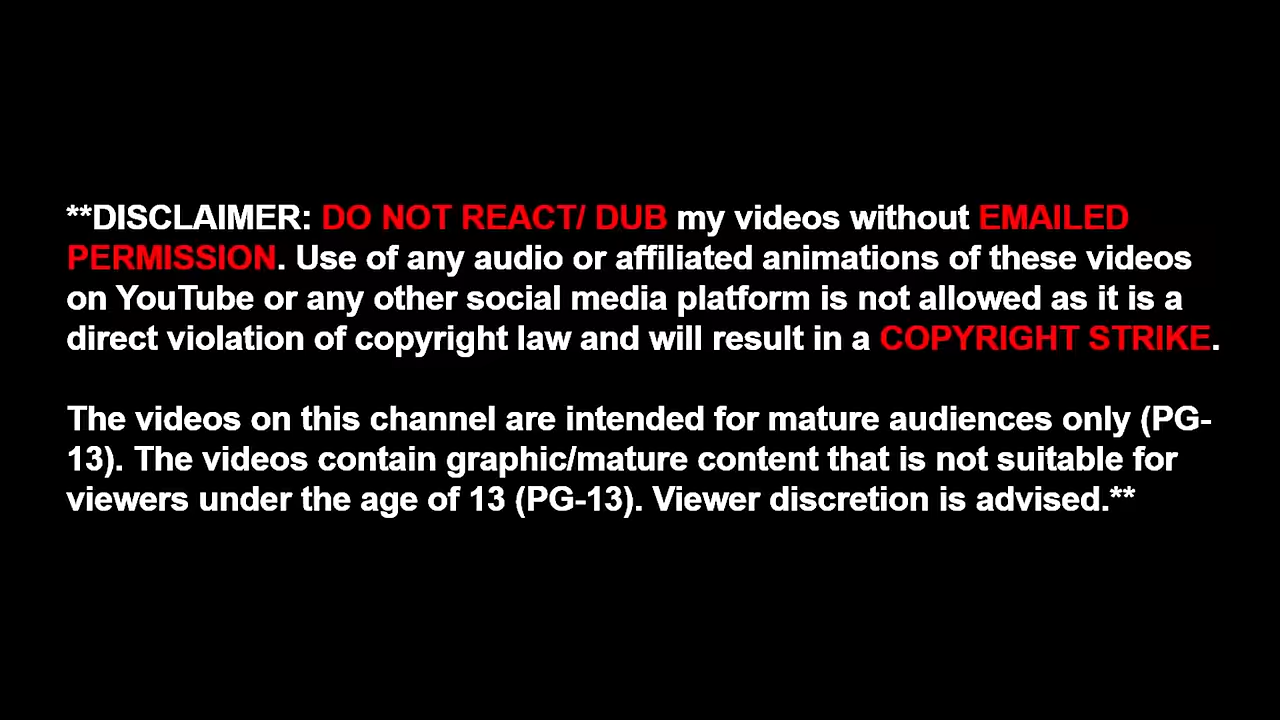 **DISCLAIMER: DO NOT REACT/ DUB my videos without EMAILED
PERMISSION. Use of any audio or affiliated animations of these videos
on YouTube or any other social media platform is not allowed as it is a
direct violation of copyright law and will result in a COPYRIGHT STRIKE.
The videos on this channel are intended for mature audiences only (PG-
13). The videos contain graphic/mature content that is not suitable for
viewers under the age of 13 (PG-13). Viewer discretion is advised.**